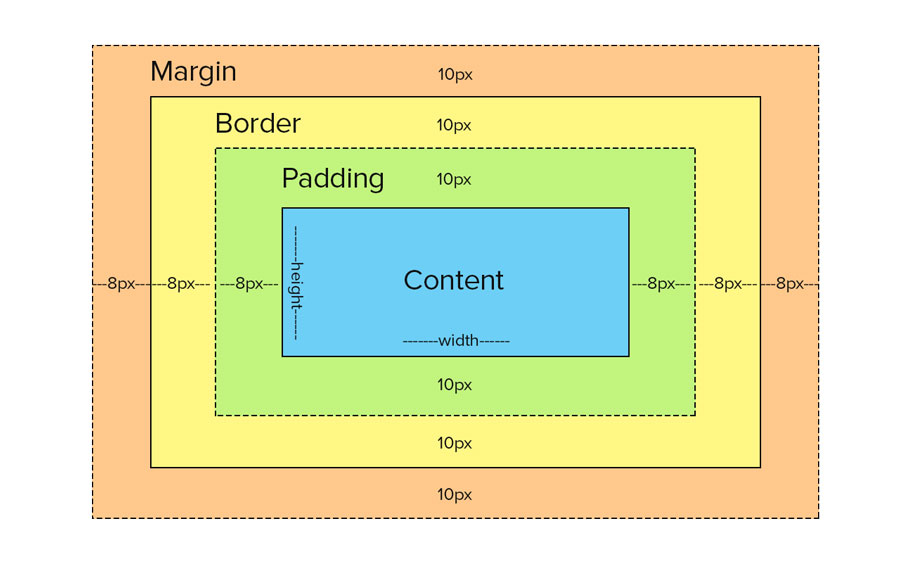 Margin 10px
Border 10px
Padding 10px
---8px-----8px--- ---8px--- ------height------ Content ---8px--- ---8px-----8px---
-------width------
10px
10px
10px